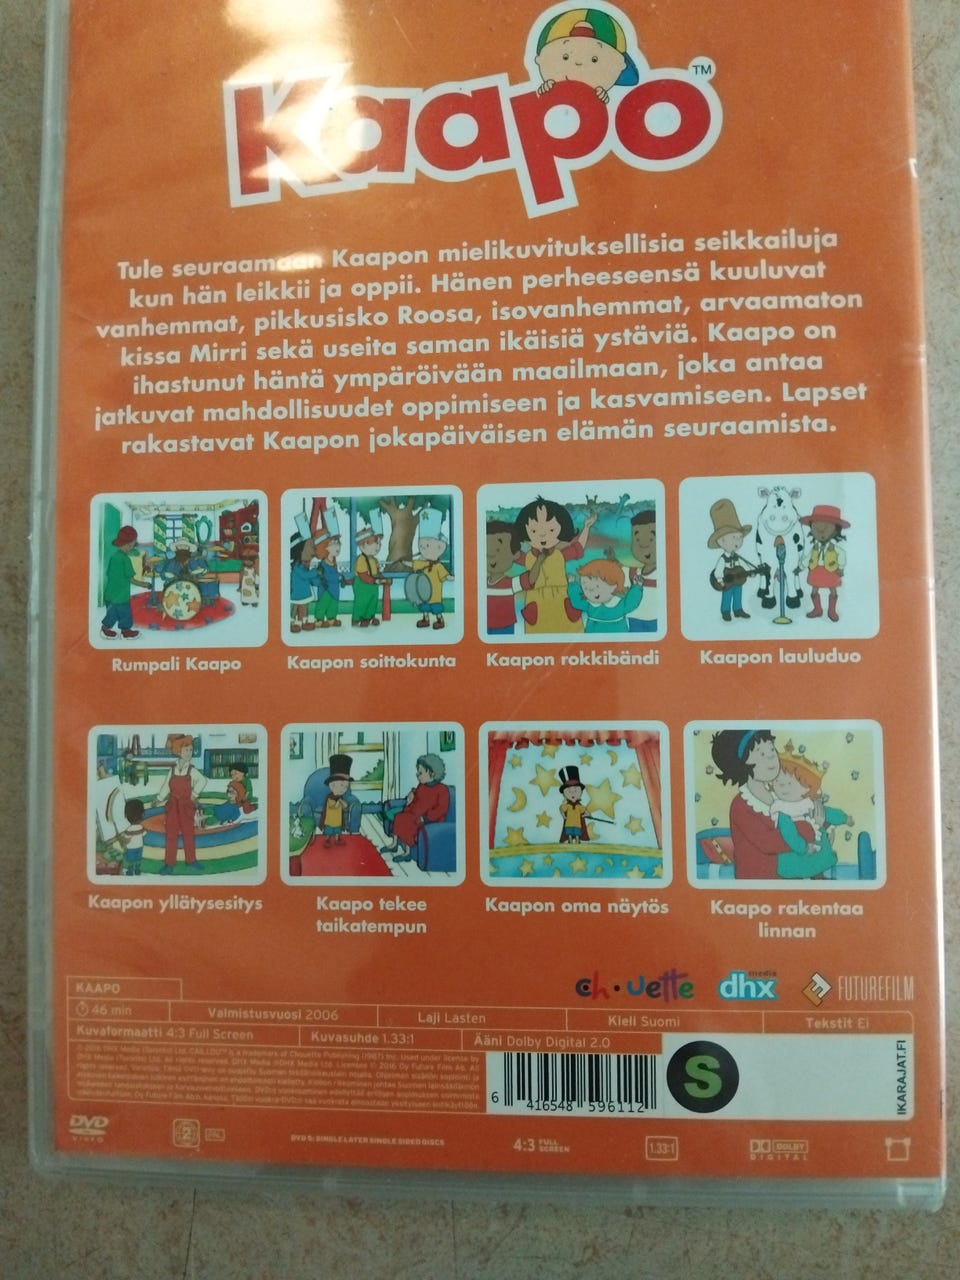 Kaapo™
Tule seuraamaan Kaapon mielikuvituksellisia seikkailuja
kun hän leikkii ja oppii. Hänen perheeseensä kuuluvat
vanhemmat, pikkusisko Roosa, isovanhemmat, arvaamaton
kissa Mirri sekä useita saman ikäisiä ystäviä. Kaapo on
ihastunut häntä ympäröivään maailmaan, joka antaa
jatkuvat mahdollisuudet oppimiseen ja kasvamiseen. Lapset
rakastavat Kaapon jokapäiväisen elämän seuraamista.
Rumpali Kaapo
Kaapon soittokunta
Kaapon rokkibändi
Kaapon lauluduo
Kaapon yllätysesitys
Kaapo tekee
taikatempun
Kaapon oma näytös
Kaapo rakentaa
linnan
chouette
dhx media
FUTUREFILM
KAAPO
46 min
Valmistusvuosi 2006
Laji Lasten
Kieli Suomi
Tekstit Ei
Kuvaformaatti 4:3 Full Screen
Kuvasuhde 1.33:1
Ääni Dolby Digital 2.0
6 416548 596112
S
IKARAJAT.FI
DVD VIDEO
2
PAL
DVD 5: SINGLE LAYER SINGLE SIDED DISCS
4:3 FULL SCREEN
1.33:1
DOLBY DIGITAL